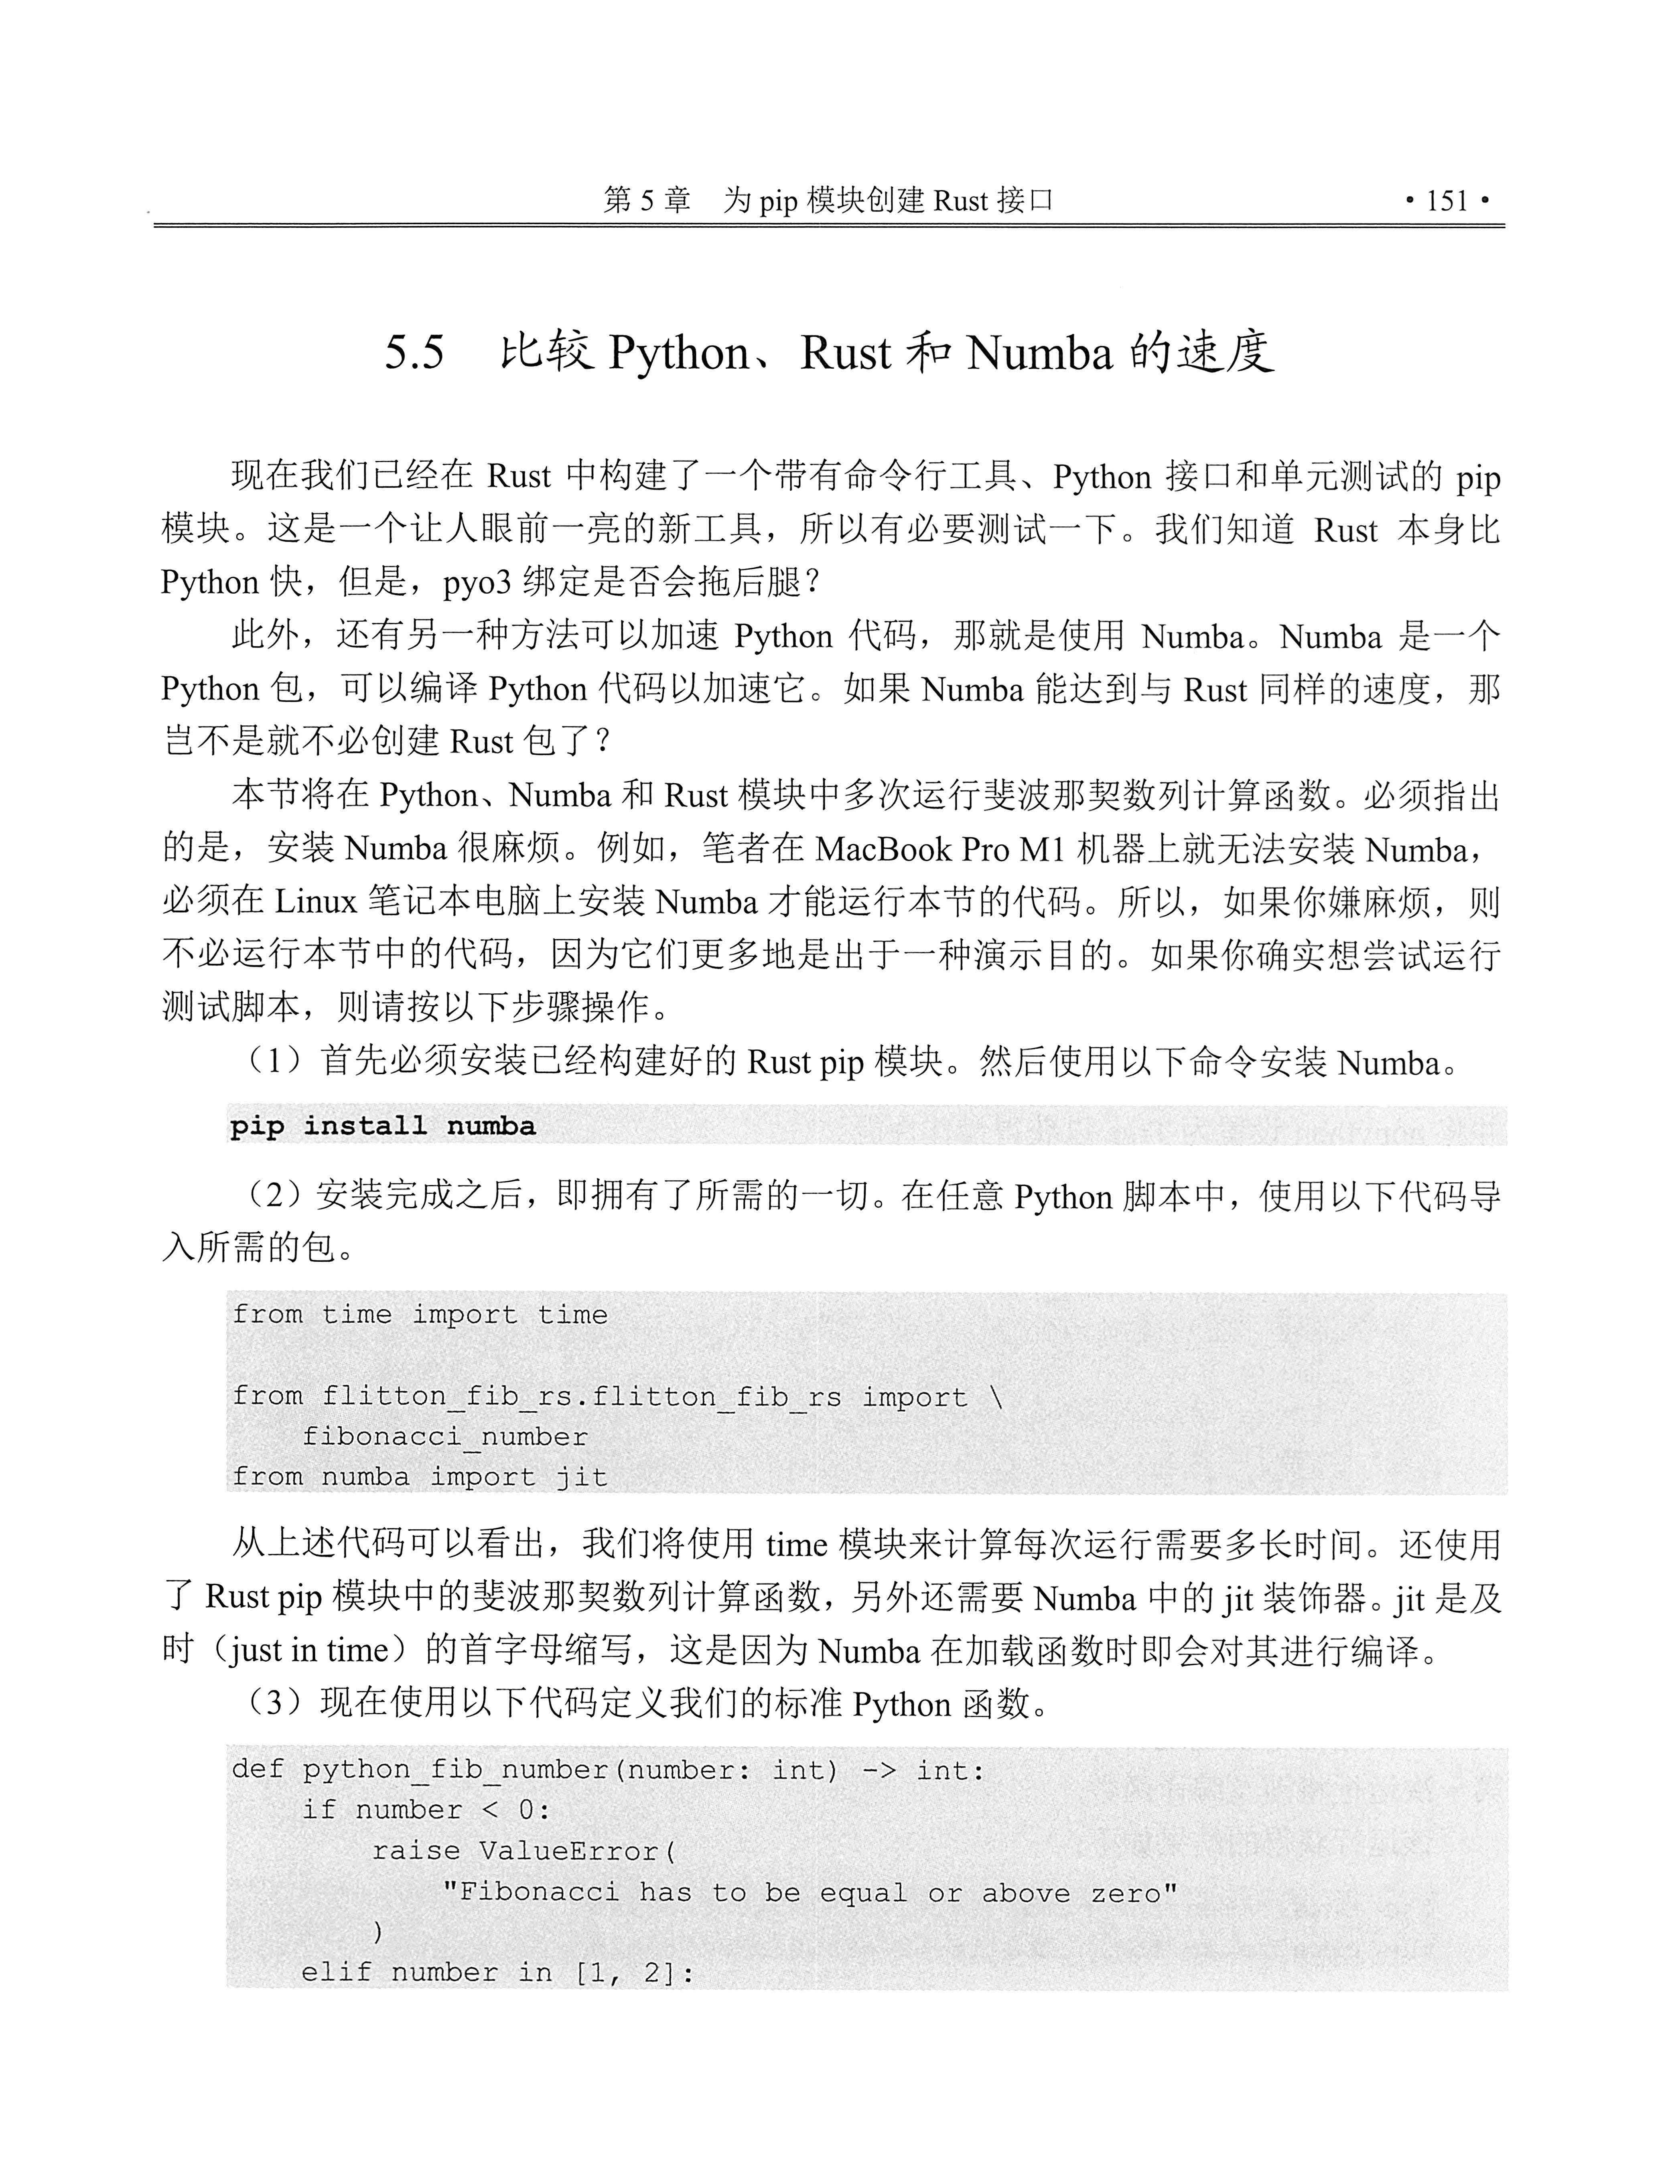 第 5 章　为 pip 模块创建 Rust 接口 • 151 •
5.5　比较 Python、Rust 和 Numba 的速度
现在我们已经在 Rust 中构建了一个带有命令行工具、Python 接口和单元测试的 pip
模块。这是一个让人眼前一亮的新工具，所以有必要测试一下。我们知道 Rust 本身比
Python 快，但是，pyo3 绑定是否会拖后腿？
此外，还有另一种方法可以加速 Python 代码，那就是使用 Numba。Numba 是一个
Python 包，可以编译 Python 代码以加速它。如果 Numba 能达到与 Rust 同样的速度，那
岂不是就不必创建 Rust 包了？
本节将在 Python、Numba 和 Rust 模块中多次运行斐波那契数列计算函数。必须指出
的是，安装 Numba 很麻烦。例如，笔者在 MacBook Pro M1 机器上就无法安装 Numba，
必须在 Linux 笔记本电脑上安装 Numba 才能运行本节的代码。所以，如果你嫌麻烦，则
不必运行本节中的代码，因为它们更多地是出于一种演示目的。如果你确实想尝试运行
测试脚本，则请按以下步骤操作。
（1）首先必须安装已经构建好的 Rust pip 模块。然后使用以下命令安装 Numba。
pip install numba
（2）安装完成之后，即拥有了所需的一切。在任意 Python 脚本中，使用以下代码导
入所需的包。
from time import time
from flitton_fib_rs.flitton_fib_rs import \
    fibonacci_number
from numba import jit
从上述代码可以看出，我们将使用 time 模块来计算每次运行需要多长时间。还使用
了 Rust pip 模块中的斐波那契数列计算函数，另外还需要 Numba 中的 jit 装饰器。jit 是及
时（just in time）的首字母缩写，这是因为 Numba 在加载函数时即会对其进行编译。
（3）现在使用以下代码定义我们的标准 Python 函数。
def python_fib_number(number: int) -> int:
    if number < 0:
        raise ValueError(
            "Fibonacci has to be equal or above zero"
        )
    elif number in [1, 2]: